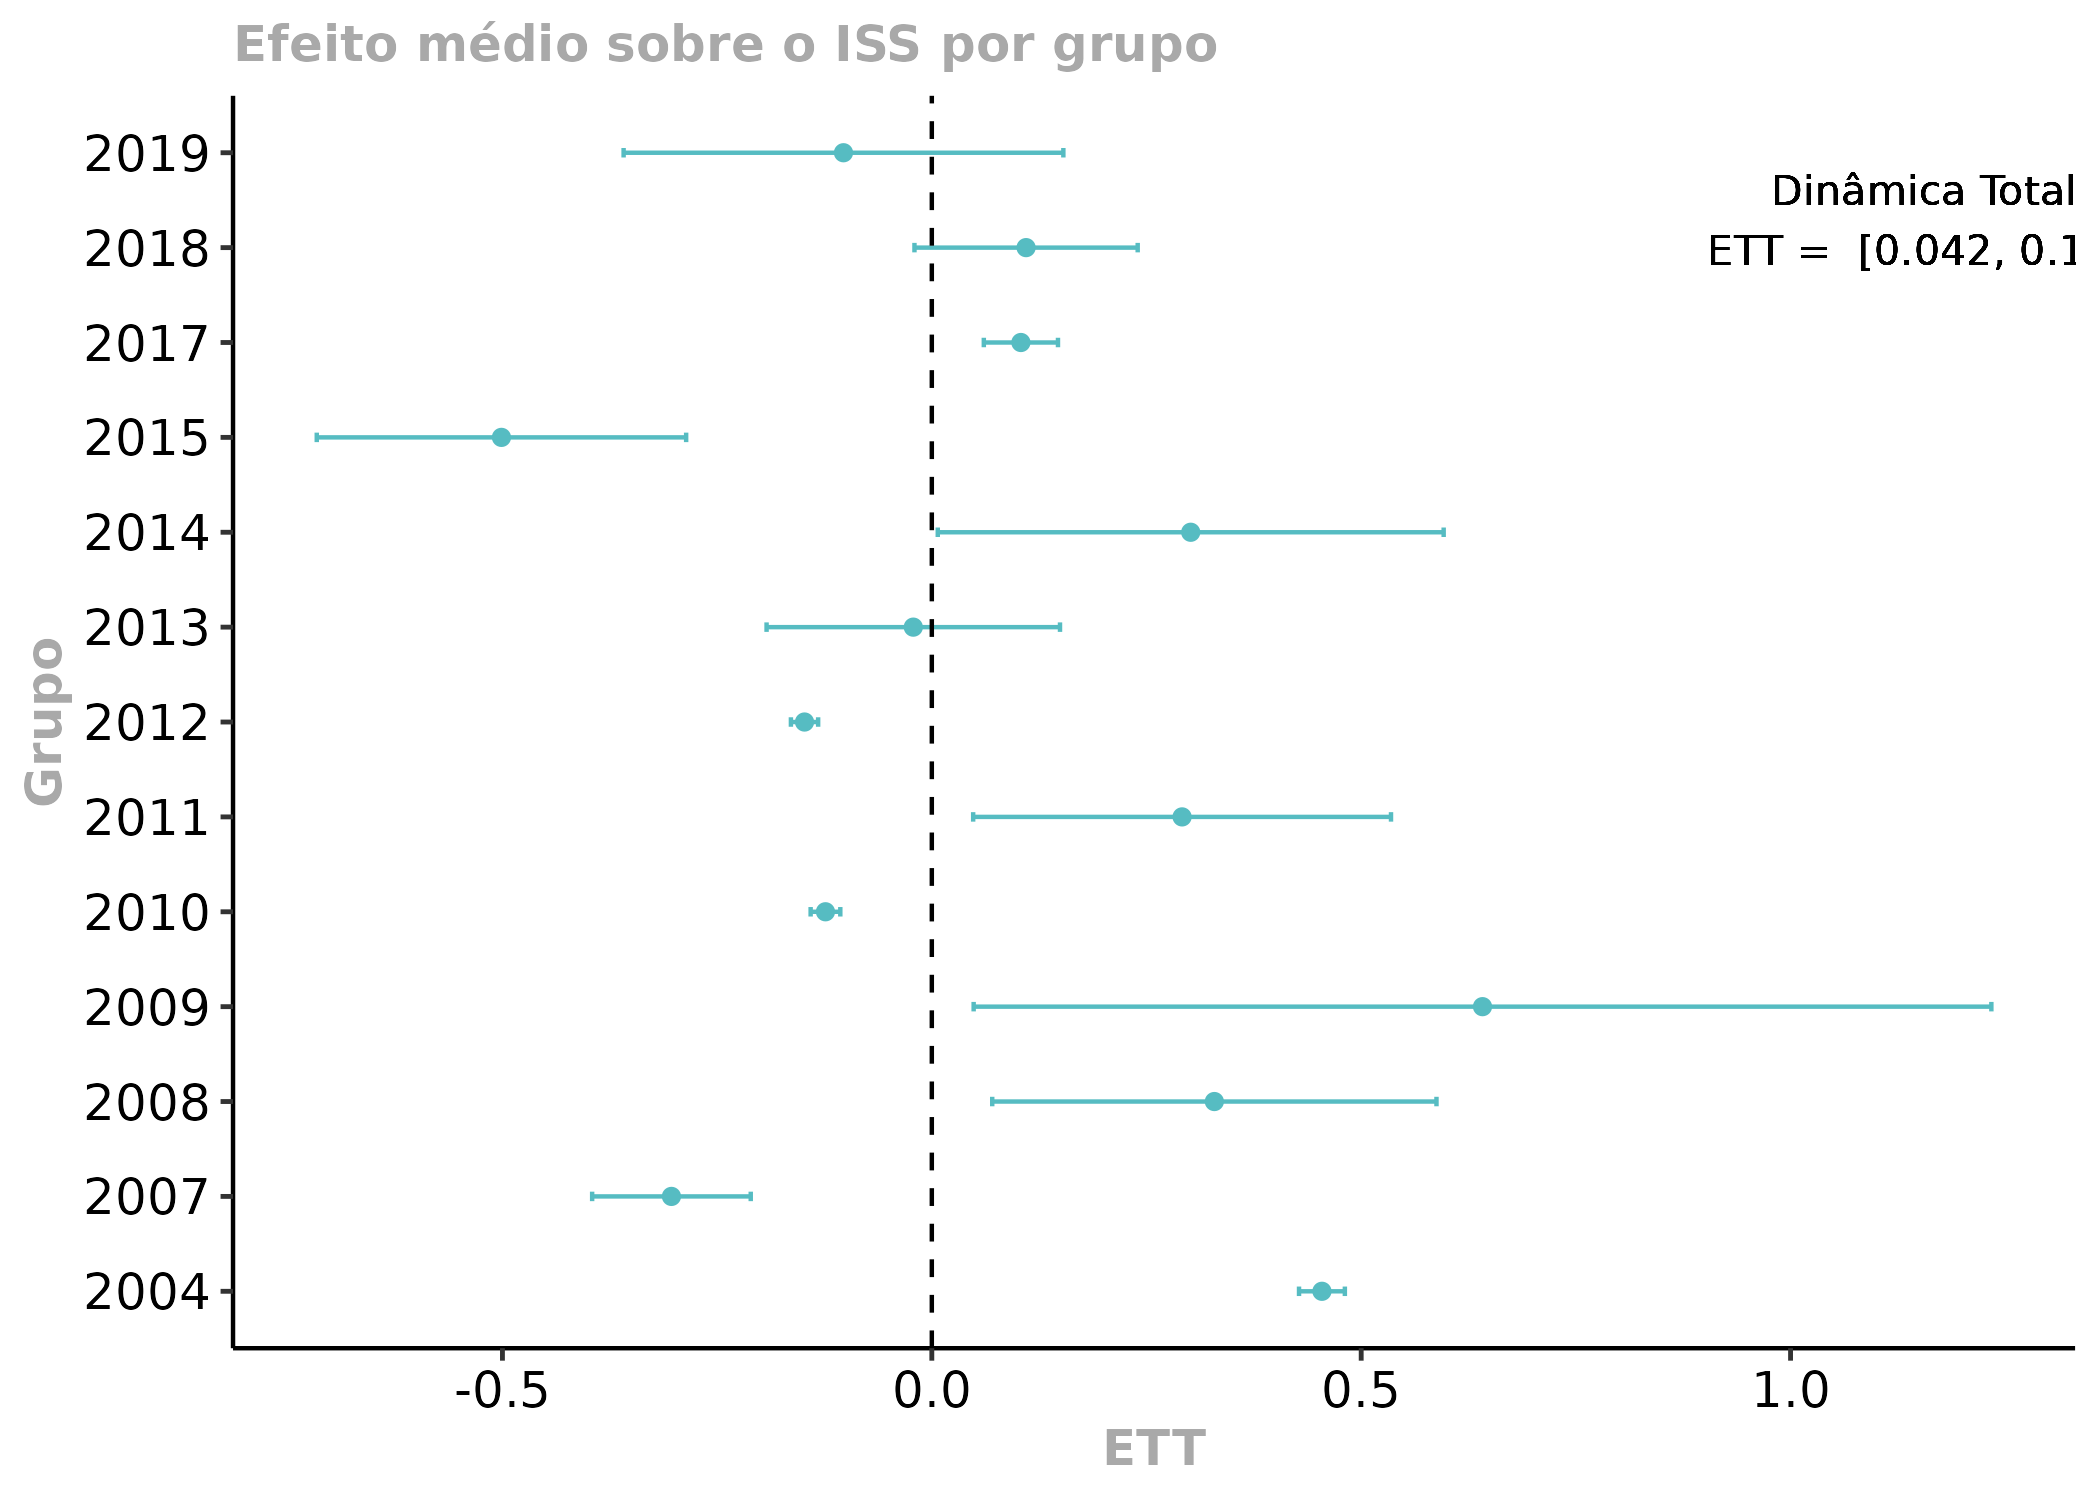 Efeito médio sobre o ISS por grupo
2019
Dinâmica Total
2018
ETT = [0.042, 0.1
2017
2015
2014
2013
Grupo
2012
2011
2010
2009
2008
2007
2004
-0.5 0.0 0.5 1.0
ETT